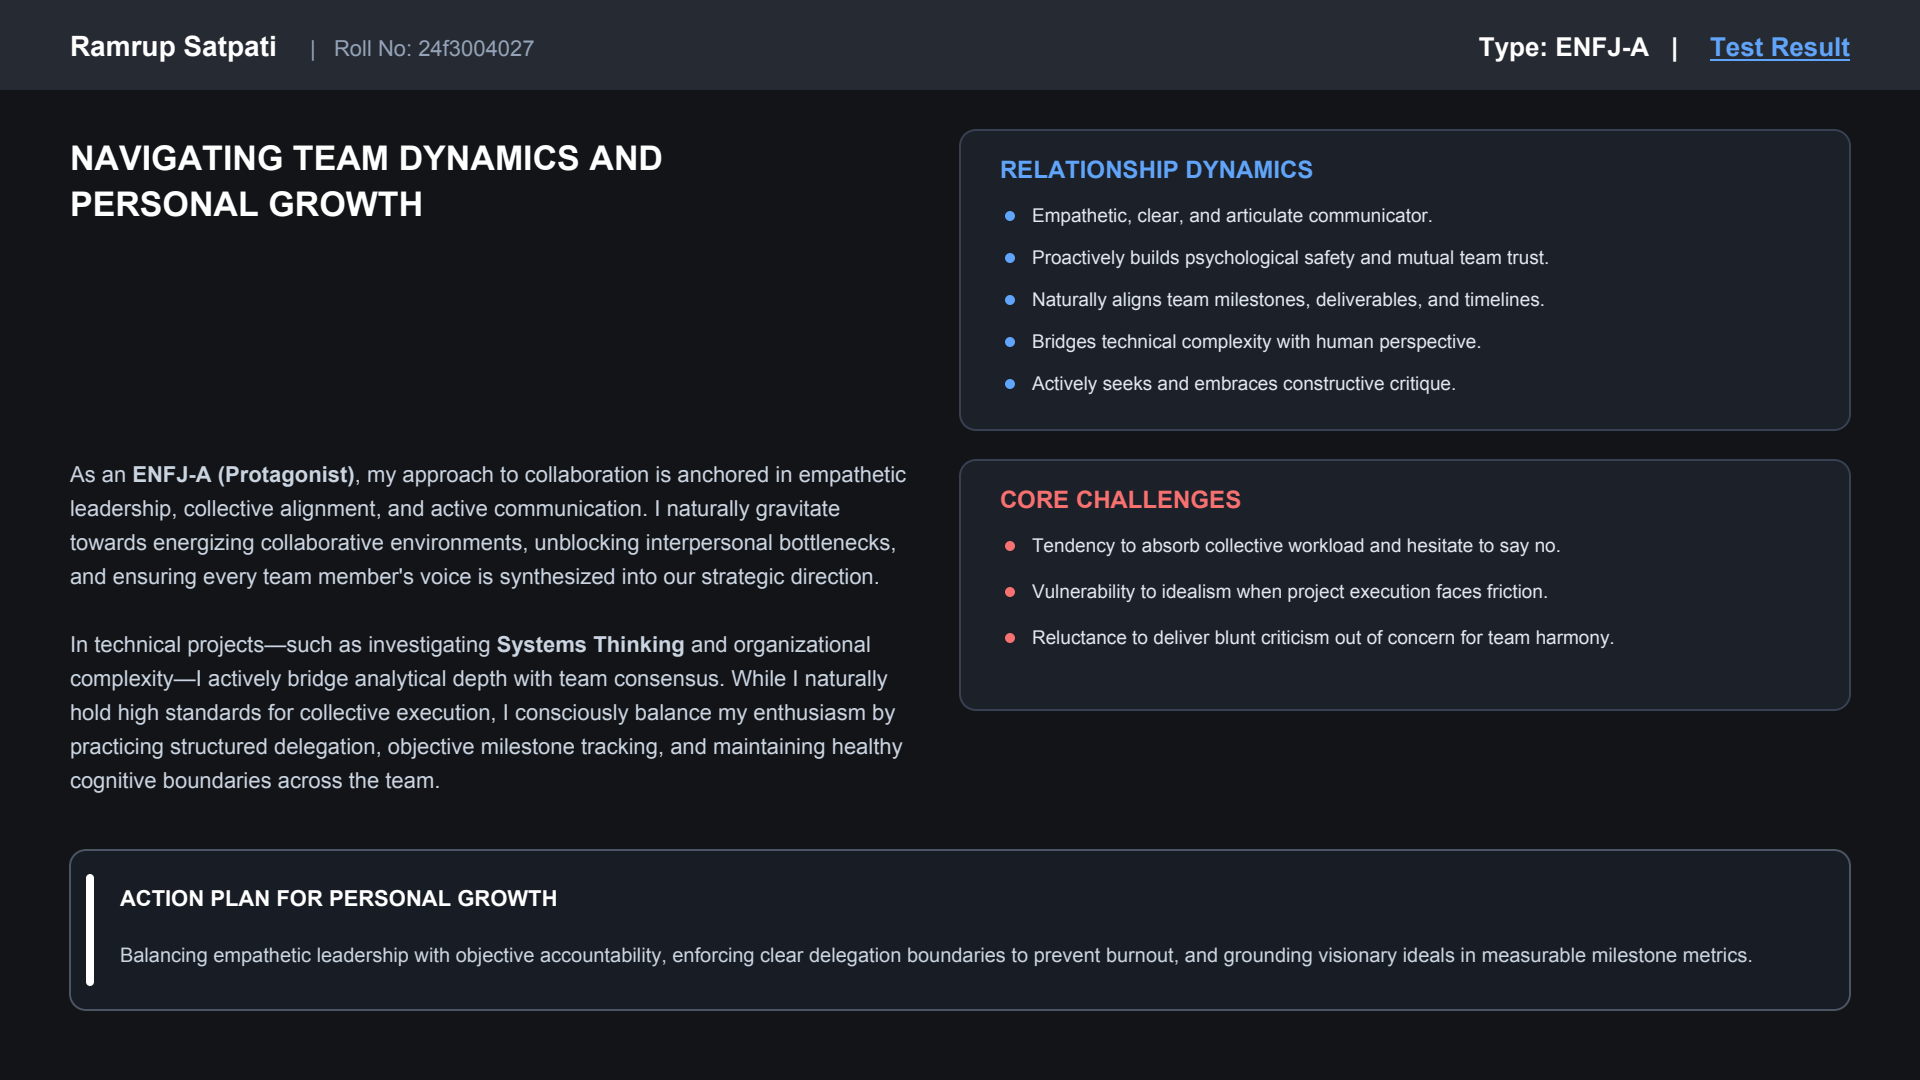 Ramrup Satpati | Roll No: 24f3004027
Type: ENFJ-A | Test Result
NAVIGATING TEAM DYNAMICS AND
PERSONAL GROWTH
As an ENFJ-A (Protagonist), my approach to collaboration is anchored in empathetic
leadership, collective alignment, and active communication. I naturally gravitate
towards energizing collaborative environments, unblocking interpersonal bottlenecks,
and ensuring every team member's voice is synthesized into our strategic direction.
In technical projects—such as investigating Systems Thinking and organizational
complexity—I actively bridge analytical depth with team consensus. While I naturally
hold high standards for collective execution, I consciously balance my enthusiasm by
practicing structured delegation, objective milestone tracking, and maintaining healthy
cognitive boundaries across the team.
RELATIONSHIP DYNAMICS
Empathetic, clear, and articulate communicator.
Proactively builds psychological safety and mutual team trust.
Naturally aligns team milestones, deliverables, and timelines.
Bridges technical complexity with human perspective.
Actively seeks and embraces constructive critique.
CORE CHALLENGES
Tendency to absorb collective workload and hesitate to say no.
Vulnerability to idealism when project execution faces friction.
Reluctance to deliver blunt criticism out of concern for team harmony.
ACTION PLAN FOR PERSONAL GROWTH
Balancing empathetic leadership with objective accountability, enforcing clear delegation boundaries to prevent burnout, and grounding visionary ideals in measurable milestone metrics.